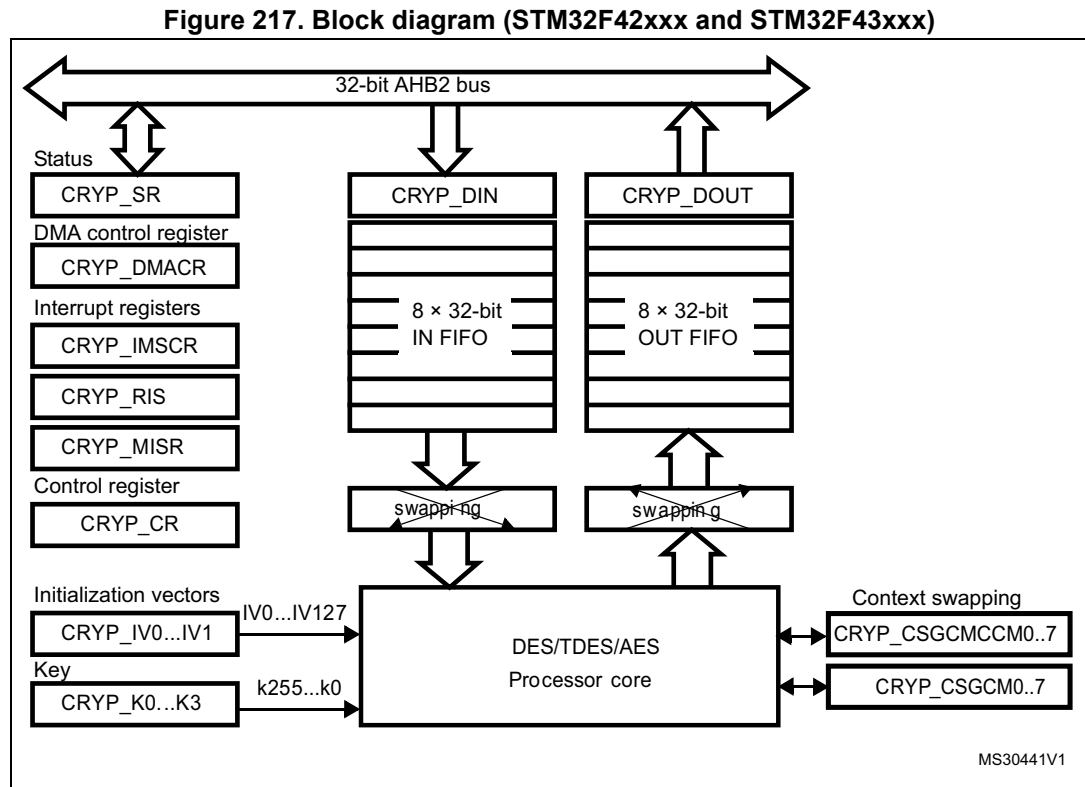 Figure 217. Block diagram (STM32F42xxx and STM32F43xxx)
32-bit AHB2 bus
Status
CRYP_SR
CRYP_DIN
CRYP_DOUT
DMA control register
CRYP_DMACR
Interrupt registers
8 × 32-bit
IN FIFO
8 × 32-bit
OUT FIFO
CRYP_IMSCR
CRYP_RIS
CRYP_MISR
Control register
CRYP_CR
swapping
swapping
Initialization vectors
CRYP_IV0...IV1
IV0...IV127
Key
CRYP_K0...K3
k255...k0
DES/TDES/AES
Processor core
Context swapping
CRYP_CSGCMCCM0..7
CRYP_CSGCM0..7
MS30441V1